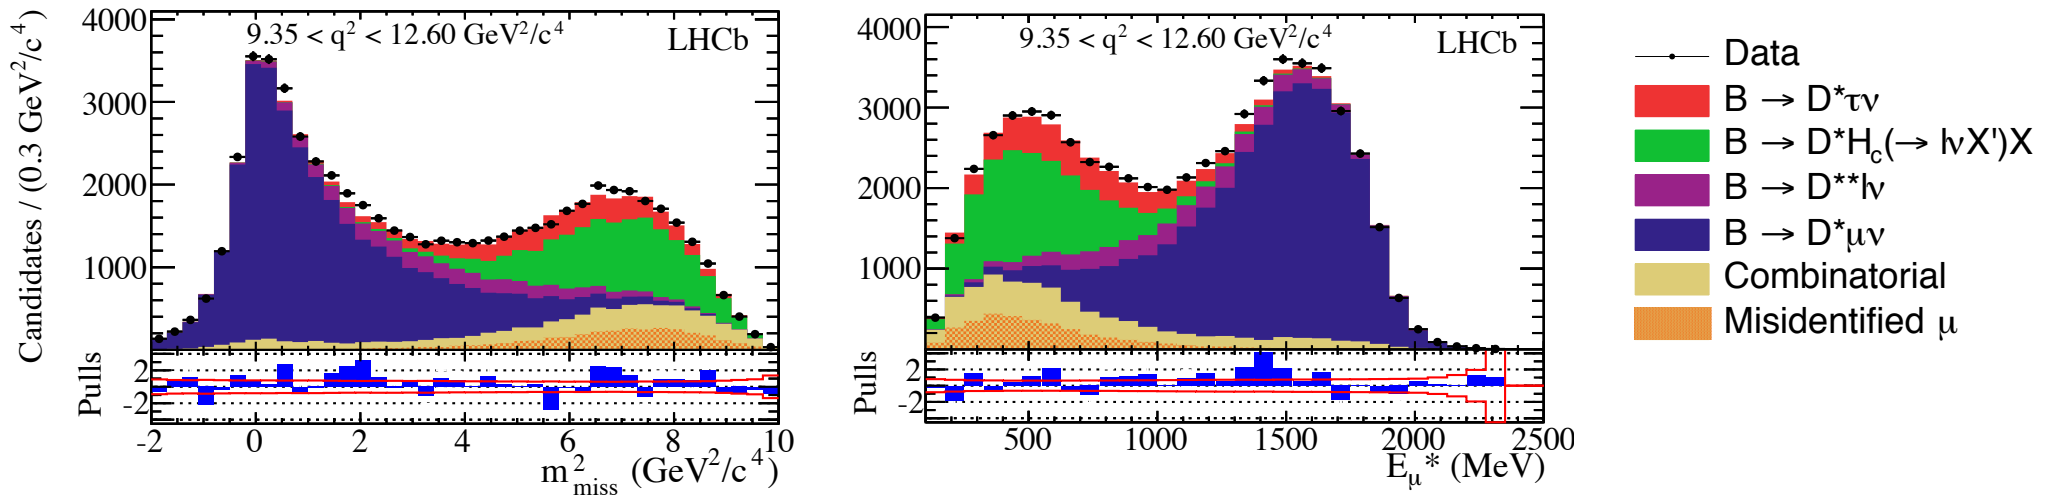 Candidates / (0.3 GeV²/c⁴)
4000
3000
2000
1000
9.35 < q² < 12.60 GeV²/c⁴
LHCb
Pulls
2
-2
-2 0 2 4 6 8 10
m²miss (GeV²/c⁴)
4000
3000
2000
1000
9.35 < q² < 12.60 GeV²/c⁴
LHCb
Pulls
2
-2
500 1000 1500 2000 2500
Eμ* (MeV)
Data
B → D*τν
B → D*Hc(→ lνX')X
B → D**lν
B → D*μν
Combinatorial
Misidentified μ